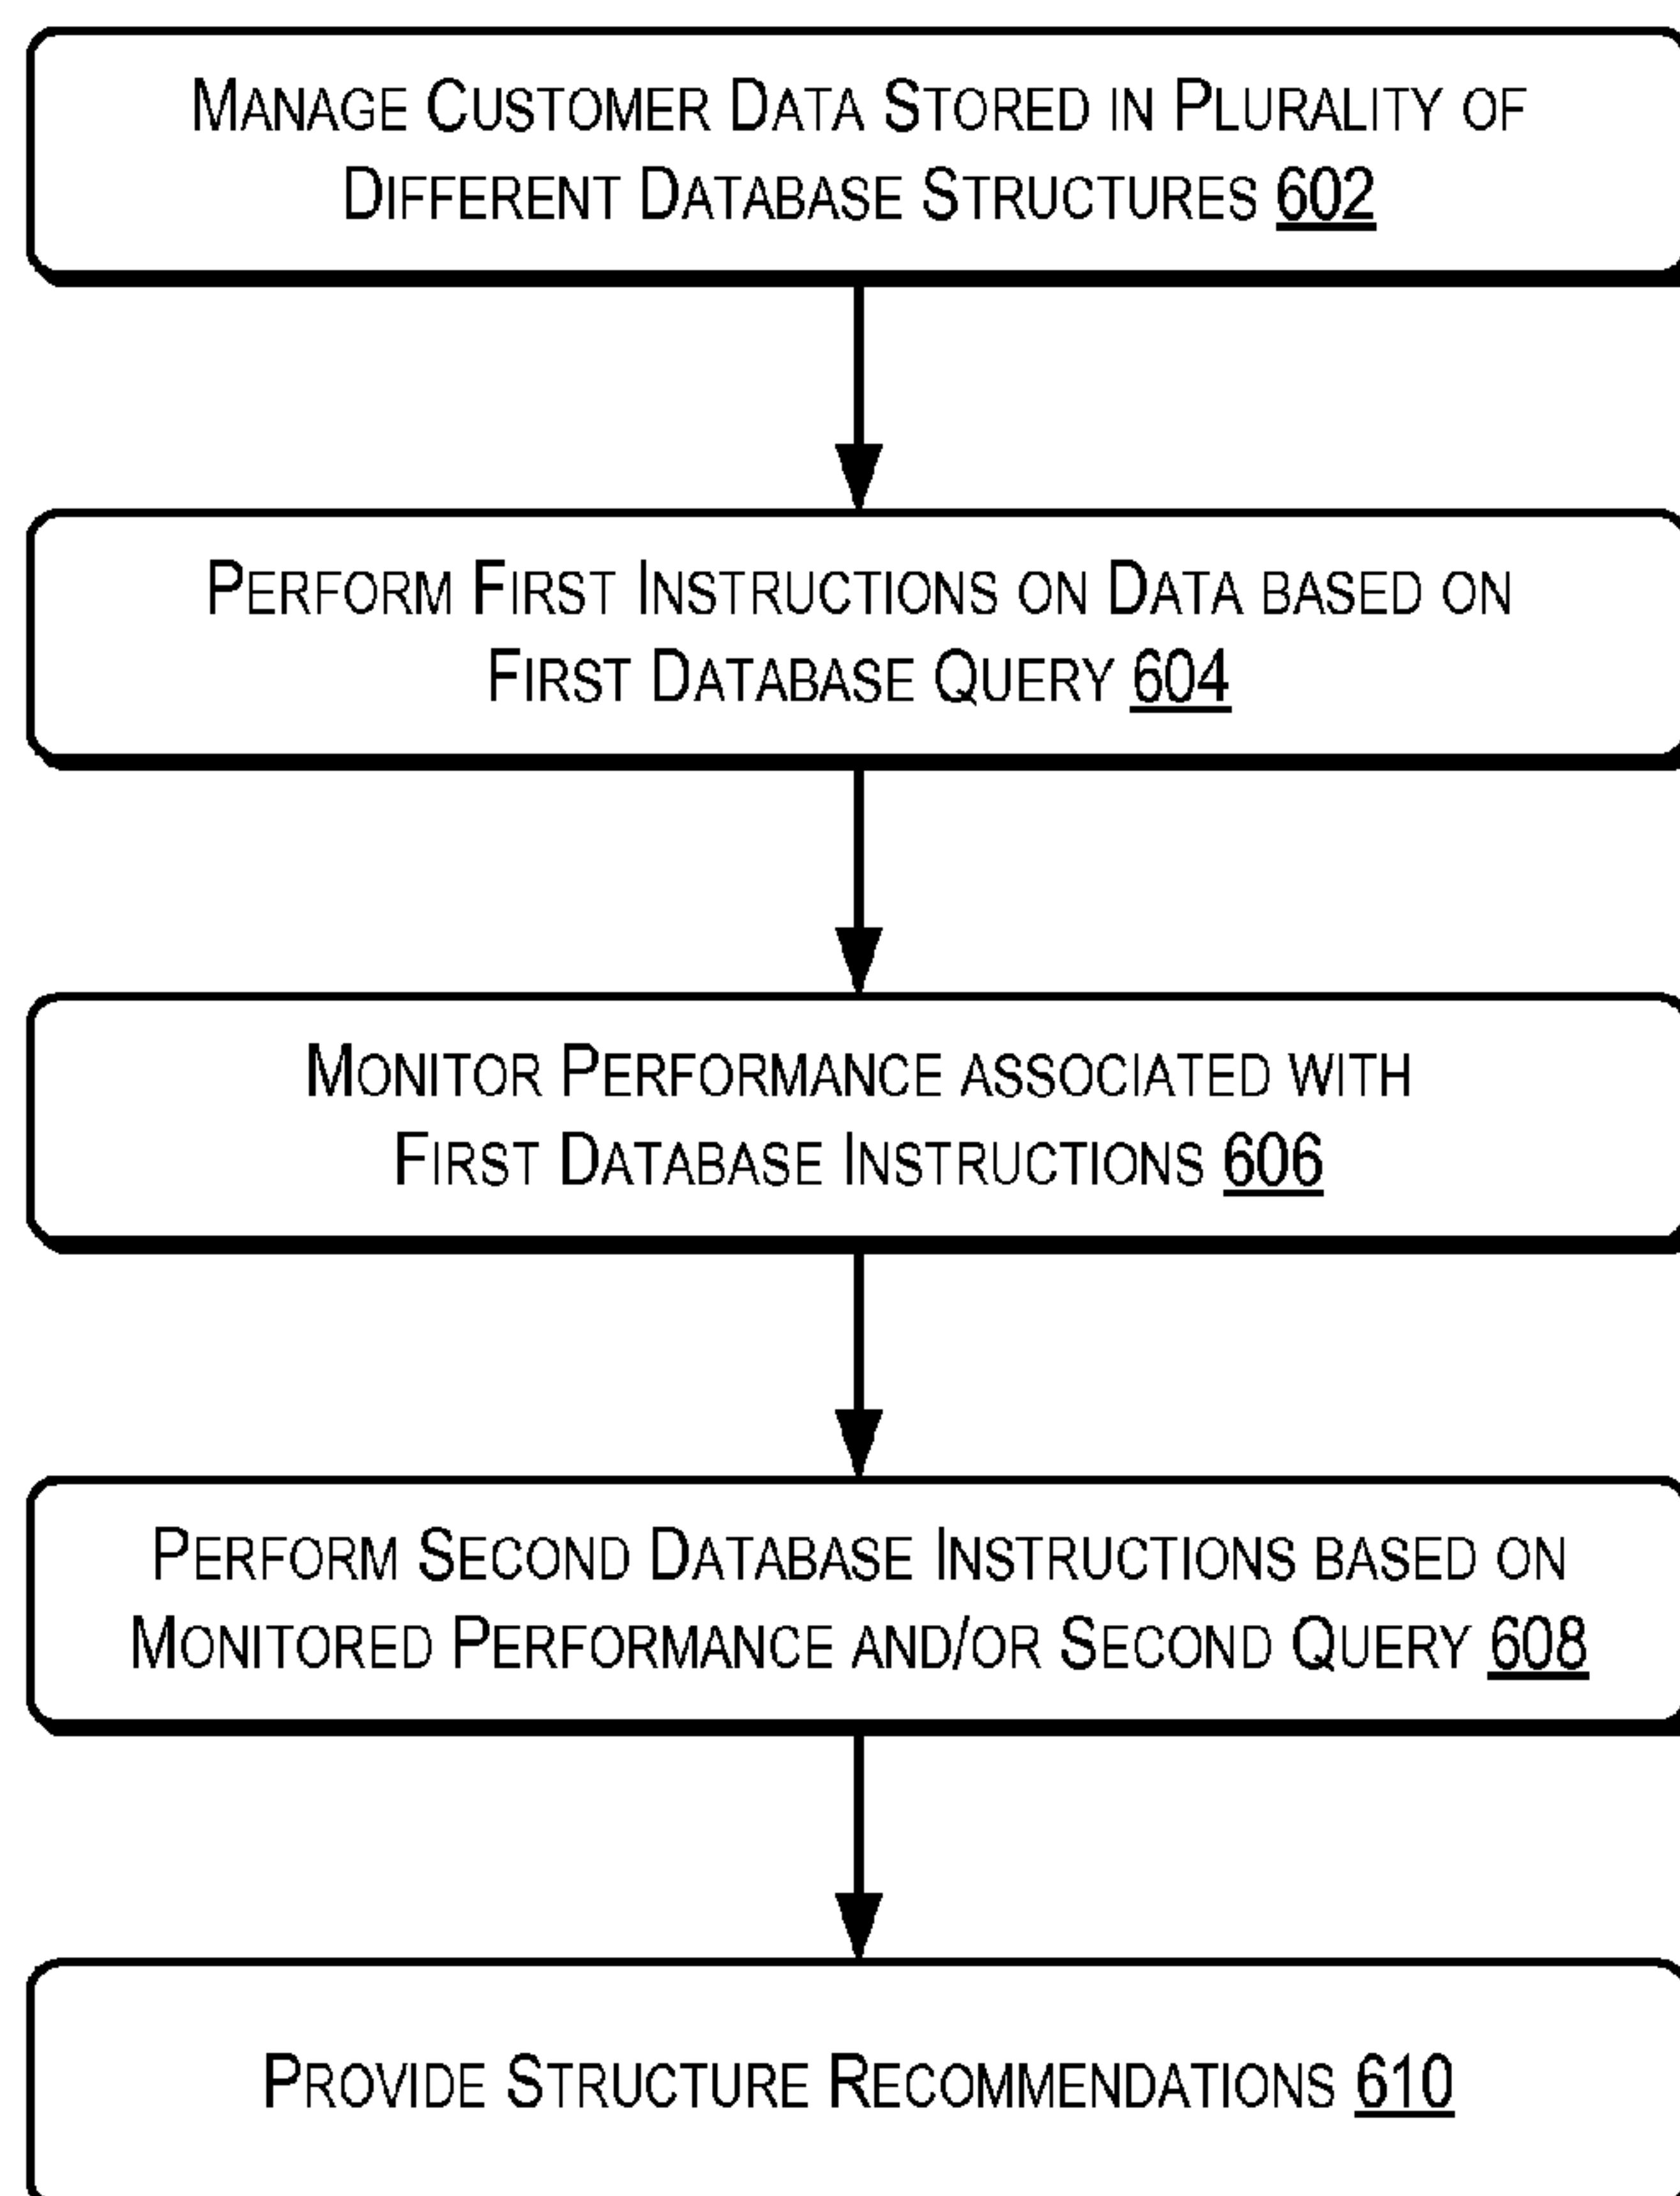 MANAGE CUSTOMER DATA STORED IN PLURALITY OF
DIFFERENT DATABASE STRUCTURES 602
PERFORM FIRST INSTRUCTIONS ON DATA BASED ON
FIRST DATABASE QUERY 604
MONITOR PERFORMANCE ASSOCIATED WITH
FIRST DATABASE INSTRUCTIONS 606
PERFORM SECOND DATABASE INSTRUCTIONS BASED ON
MONITORED PERFORMANCE AND/OR SECOND QUERY 608
PROVIDE STRUCTURE RECOMMENDATIONS 610